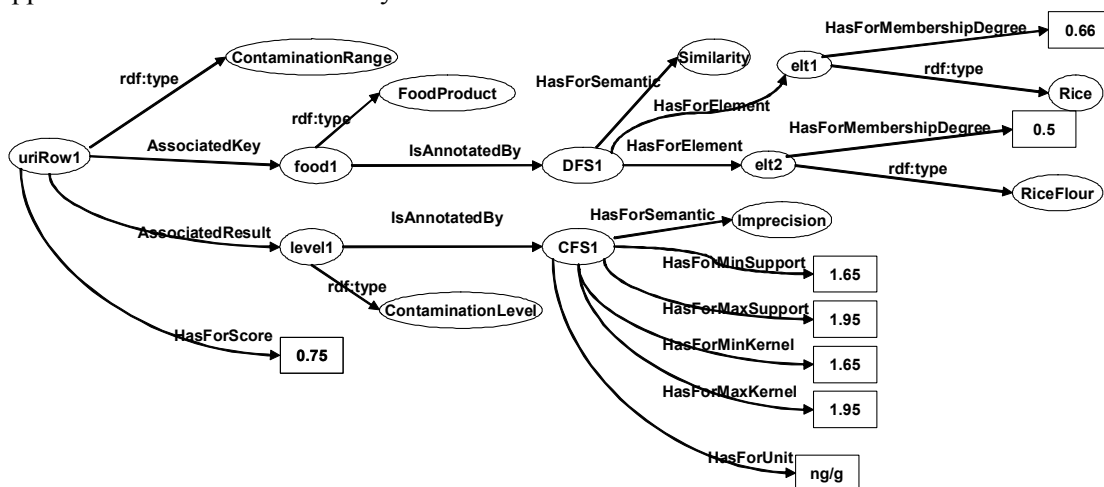 HasForMembershipDegree
0.66
ContaminationRange
Similarity
elt1
rdf:type
HasForSemantic
FoodProduct
rdf:type
Rice
rdf:type
HasForElement
HasForMembershipDegree
0.5
uriRow1
AssociatedKey
food1
IsAnnotatedBy
DFS1
HasForElement
elt2
rdf:type
RiceFlour
IsAnnotatedBy
HasForSemantic
Imprecision
AssociatedResult
level1
CFS1
HasForMinSupport
1.65
rdf:type
ContaminationLevel
HasForMaxSupport
1.95
HasForScore
0.75
HasForMinKernel
1.65
HasForMaxKernel
1.95
HasForUnit
ng/g